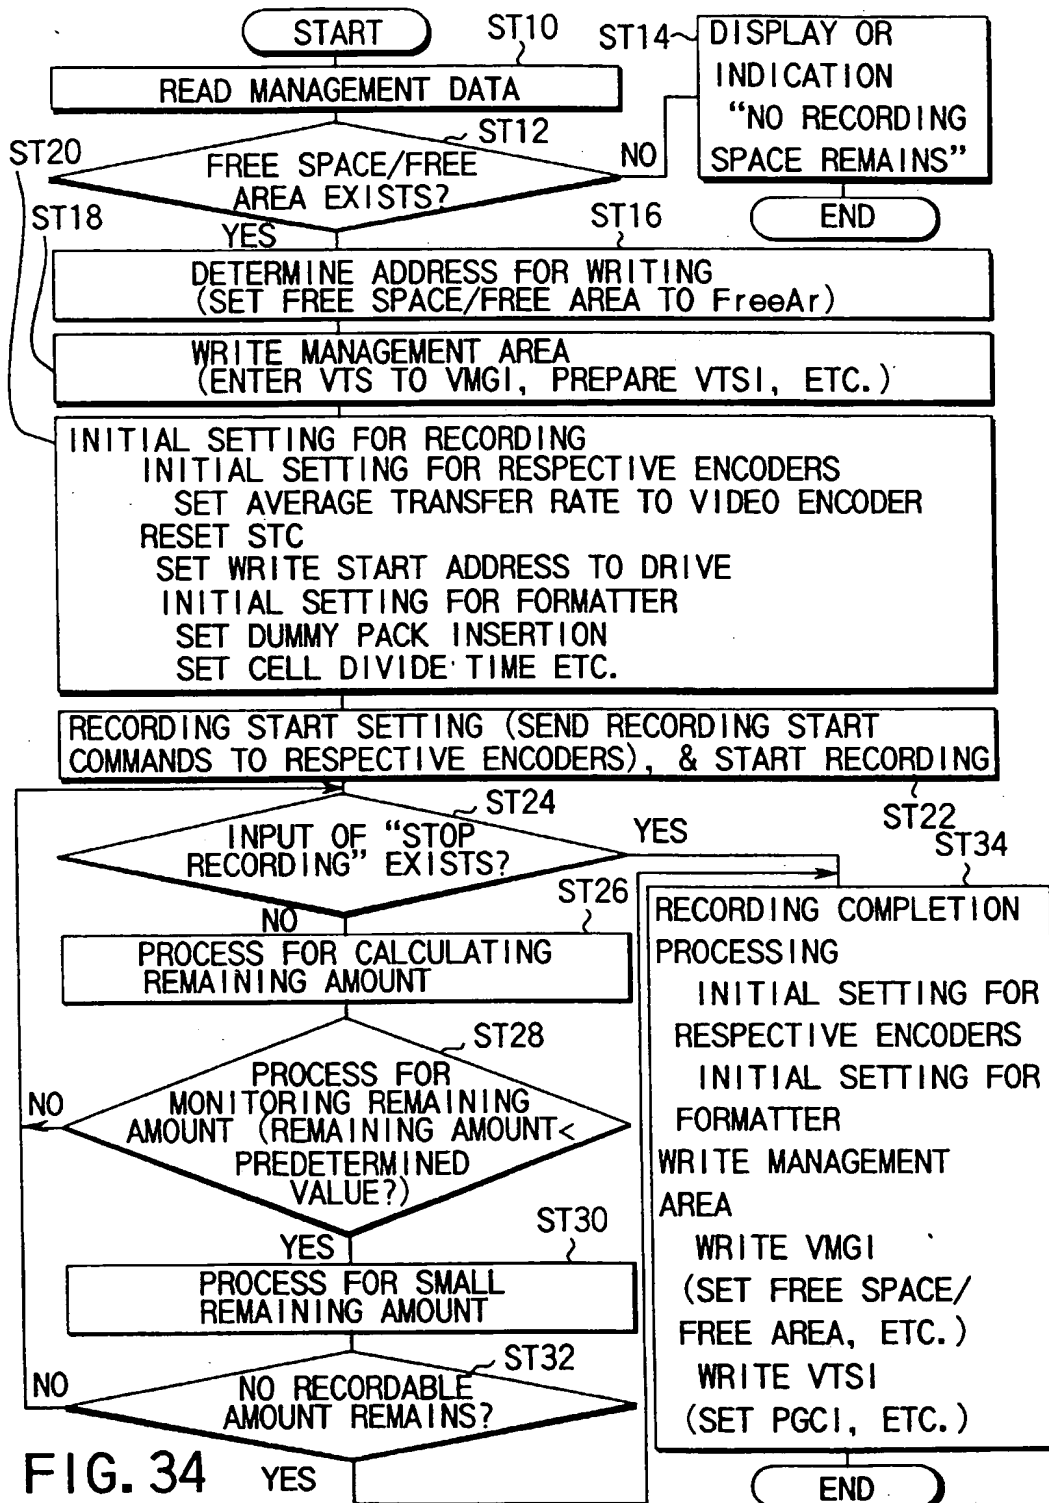 START
ST10
READ MANAGEMENT DATA
ST12
FREE SPACE/FREE
AREA EXISTS?
NO
YES
ST14
DISPLAY OR
INDICATION
“NO RECORDING
SPACE REMAINS”
END
ST20
ST18
ST16
DETERMINE ADDRESS FOR WRITING
(SET FREE SPACE/FREE AREA TO FreeAr)
WRITE MANAGEMENT AREA
(ENTER VTS TO VMGI, PREPARE VTSI, ETC.)
INITIAL SETTING FOR RECORDING
INITIAL SETTING FOR RESPECTIVE ENCODERS
SET AVERAGE TRANSFER RATE TO VIDEO ENCODER
RESET STC
SET WRITE START ADDRESS TO DRIVE
INITIAL SETTING FOR FORMATTER
SET DUMMY PACK INSERTION
SET CELL DIVIDE TIME ETC.
RECORDING START SETTING (SEND RECORDING START
COMMANDS TO RESPECTIVE ENCODERS), & START RECORDING
ST22
ST24
INPUT OF “STOP
RECORDING” EXISTS?
YES
NO
ST26
PROCESS FOR CALCULATING
REMAINING AMOUNT
ST28
PROCESS FOR
MONITORING REMAINING
AMOUNT (REMAINING AMOUNT<
PREDETERMINED
VALUE?)
NO
YES
ST30
PROCESS FOR SMALL
REMAINING AMOUNT
ST32
NO RECORDABLE
AMOUNT REMAINS?
NO
YES
ST34
RECORDING COMPLETION
PROCESSING
INITIAL SETTING FOR
RESPECTIVE ENCODERS
INITIAL SETTING FOR
FORMATTER
WRITE MANAGEMENT
AREA
WRITE VMGI
(SET FREE SPACE/
FREE AREA, ETC.)
WRITE VTSI
(SET PGCI, ETC.)
END
FIG. 34